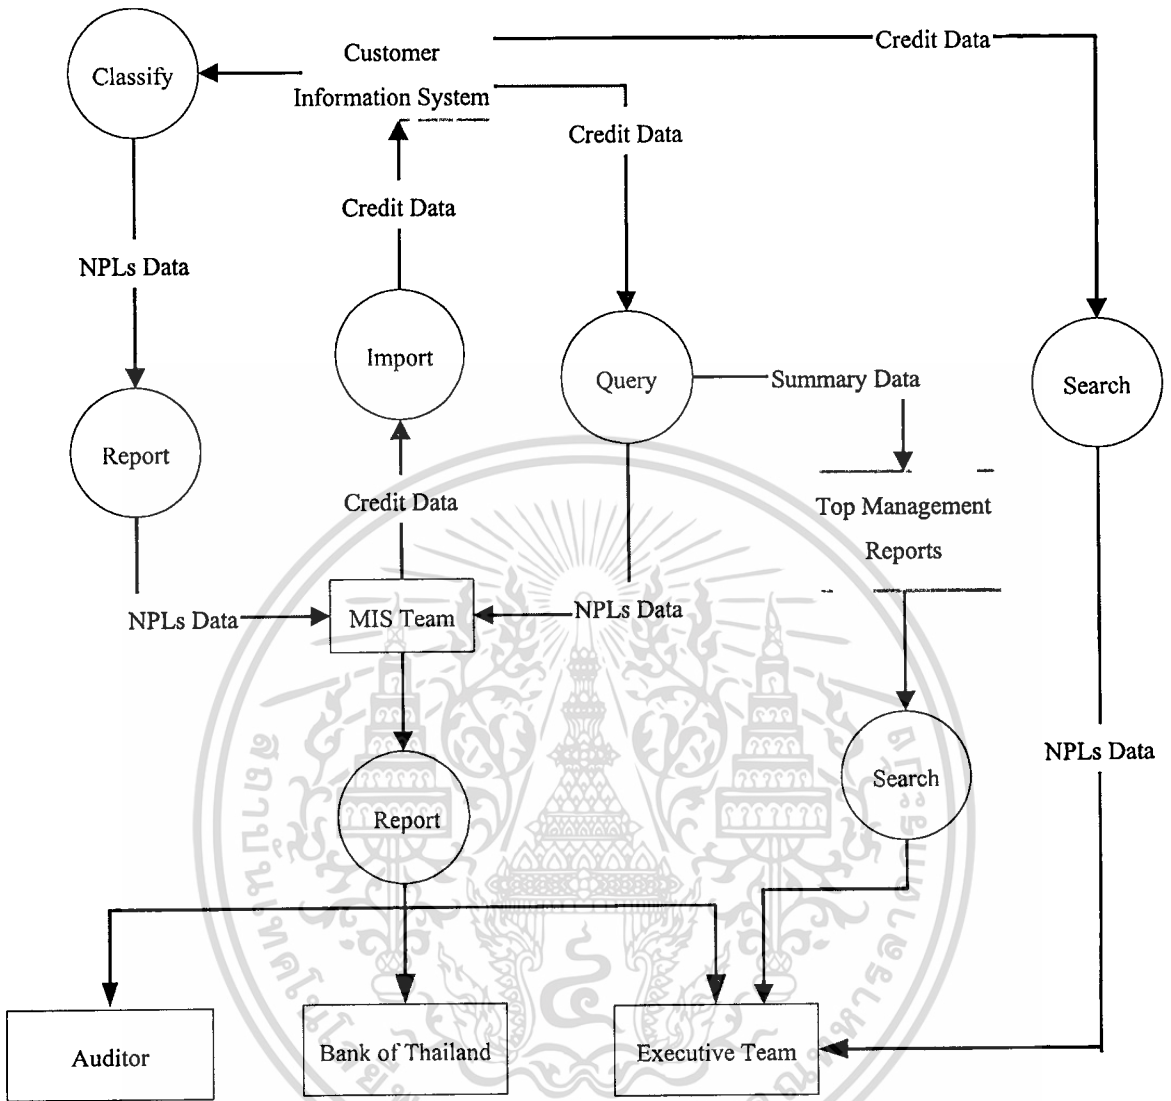 Credit Data
Customer
Classify
Information System
Credit Data
Credit Data
NPLs Data
Import
Query
Summary Data
Search
Report
Credit Data
Top Management
Reports
NPLs Data
MIS Team
NPLs Data
NPLs Data
Search
Report
Auditor
Bank of Thailand
Executive Team